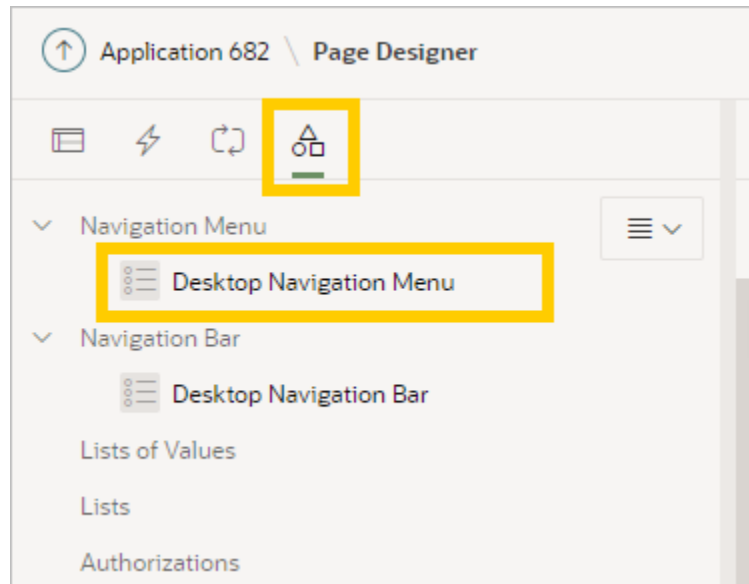 Application 682 \ Page Designer
Navigation Menu
Desktop Navigation Menu
Navigation Bar
Desktop Navigation Bar
Lists of Values
Lists
Authorizations